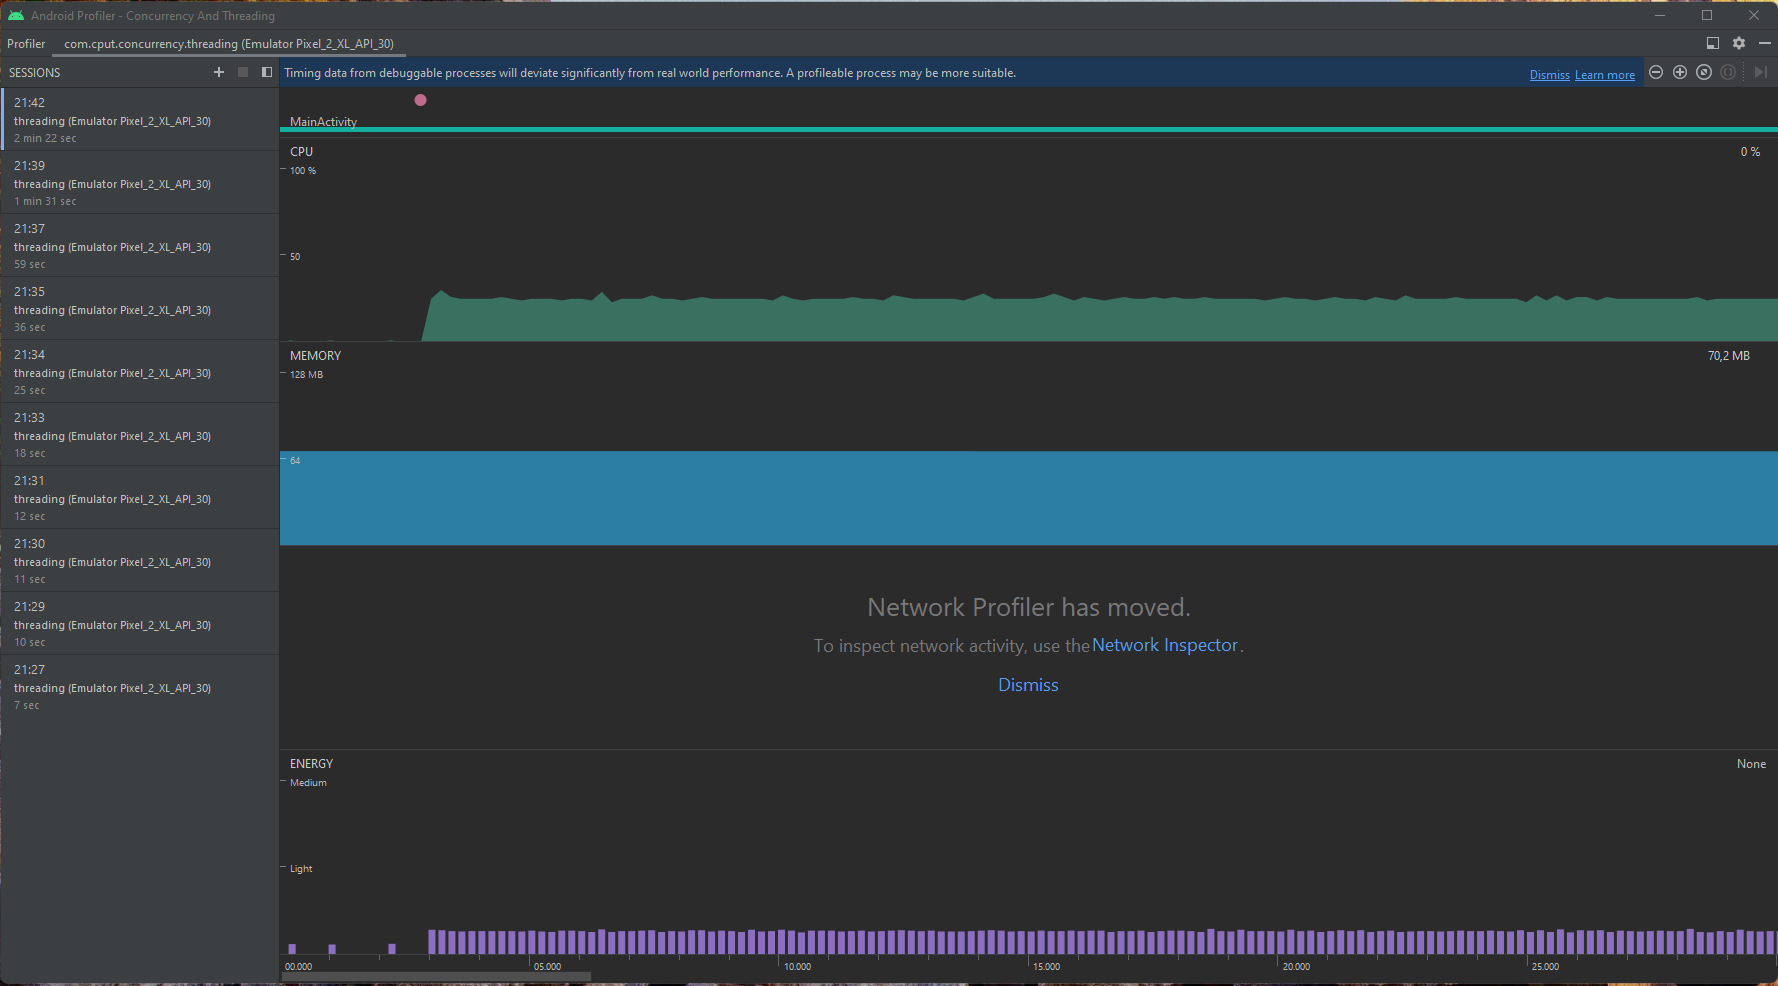 Android Profiler - Concurrency And Threading
Profiler
com.cput.concurrency.threading (Emulator Pixel_2_XL_API_30)
SESSIONS
21:42
threading (Emulator Pixel_2_XL_API_30)
2 min 22 sec
21:39
threading (Emulator Pixel_2_XL_API_30)
1 min 31 sec
21:37
threading (Emulator Pixel_2_XL_API_30)
59 sec
21:35
threading (Emulator Pixel_2_XL_API_30)
36 sec
21:34
threading (Emulator Pixel_2_XL_API_30)
25 sec
21:33
threading (Emulator Pixel_2_XL_API_30)
18 sec
21:31
threading (Emulator Pixel_2_XL_API_30)
12 sec
21:30
threading (Emulator Pixel_2_XL_API_30)
11 sec
21:29
threading (Emulator Pixel_2_XL_API_30)
10 sec
21:27
threading (Emulator Pixel_2_XL_API_30)
7 sec
Timing data from debuggable processes will deviate significantly from real world performance. A profileable process may be more suitable.
Dismiss Learn more
MainActivity
CPU
0 %
100 %
50
MEMORY
70,2 MB
128 MB
64
Network Profiler has moved.
To inspect network activity, use the Network Inspector.
Dismiss
ENERGY
None
Medium
Light
00.000 05.000 10.000 15.000 20.000 25.000